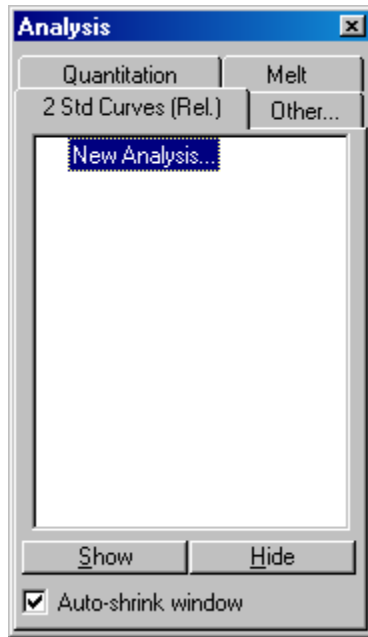 Analysis
Quantitation Melt
2 Std Curves (Rel.) Other...
New Analysis...
Show Hide
Auto-shrink window